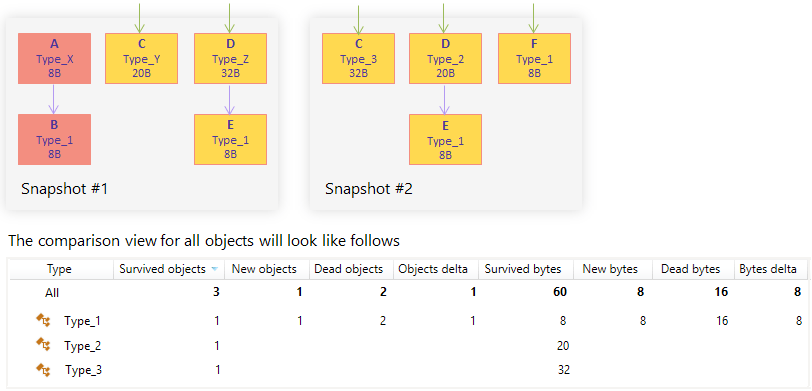 A
Type_X
8B
C
Type_Y
20B
D
Type_Z
32B
B
Type_1
8B
E
Type_1
8B
Snapshot #1
C
Type_3
32B
D
Type_2
20B
F
Type_1
8B
E
Type_1
8B
Snapshot #2
The comparison view for all objects will look like follows
Type Survived objects New objects Dead objects Objects delta Survived bytes New bytes Dead bytes Bytes delta
All 3 1 2 1 60 8 16 8
Type_1 1 1 2 1 8 8 16 8
Type_2 1 20
Type_3 1 32